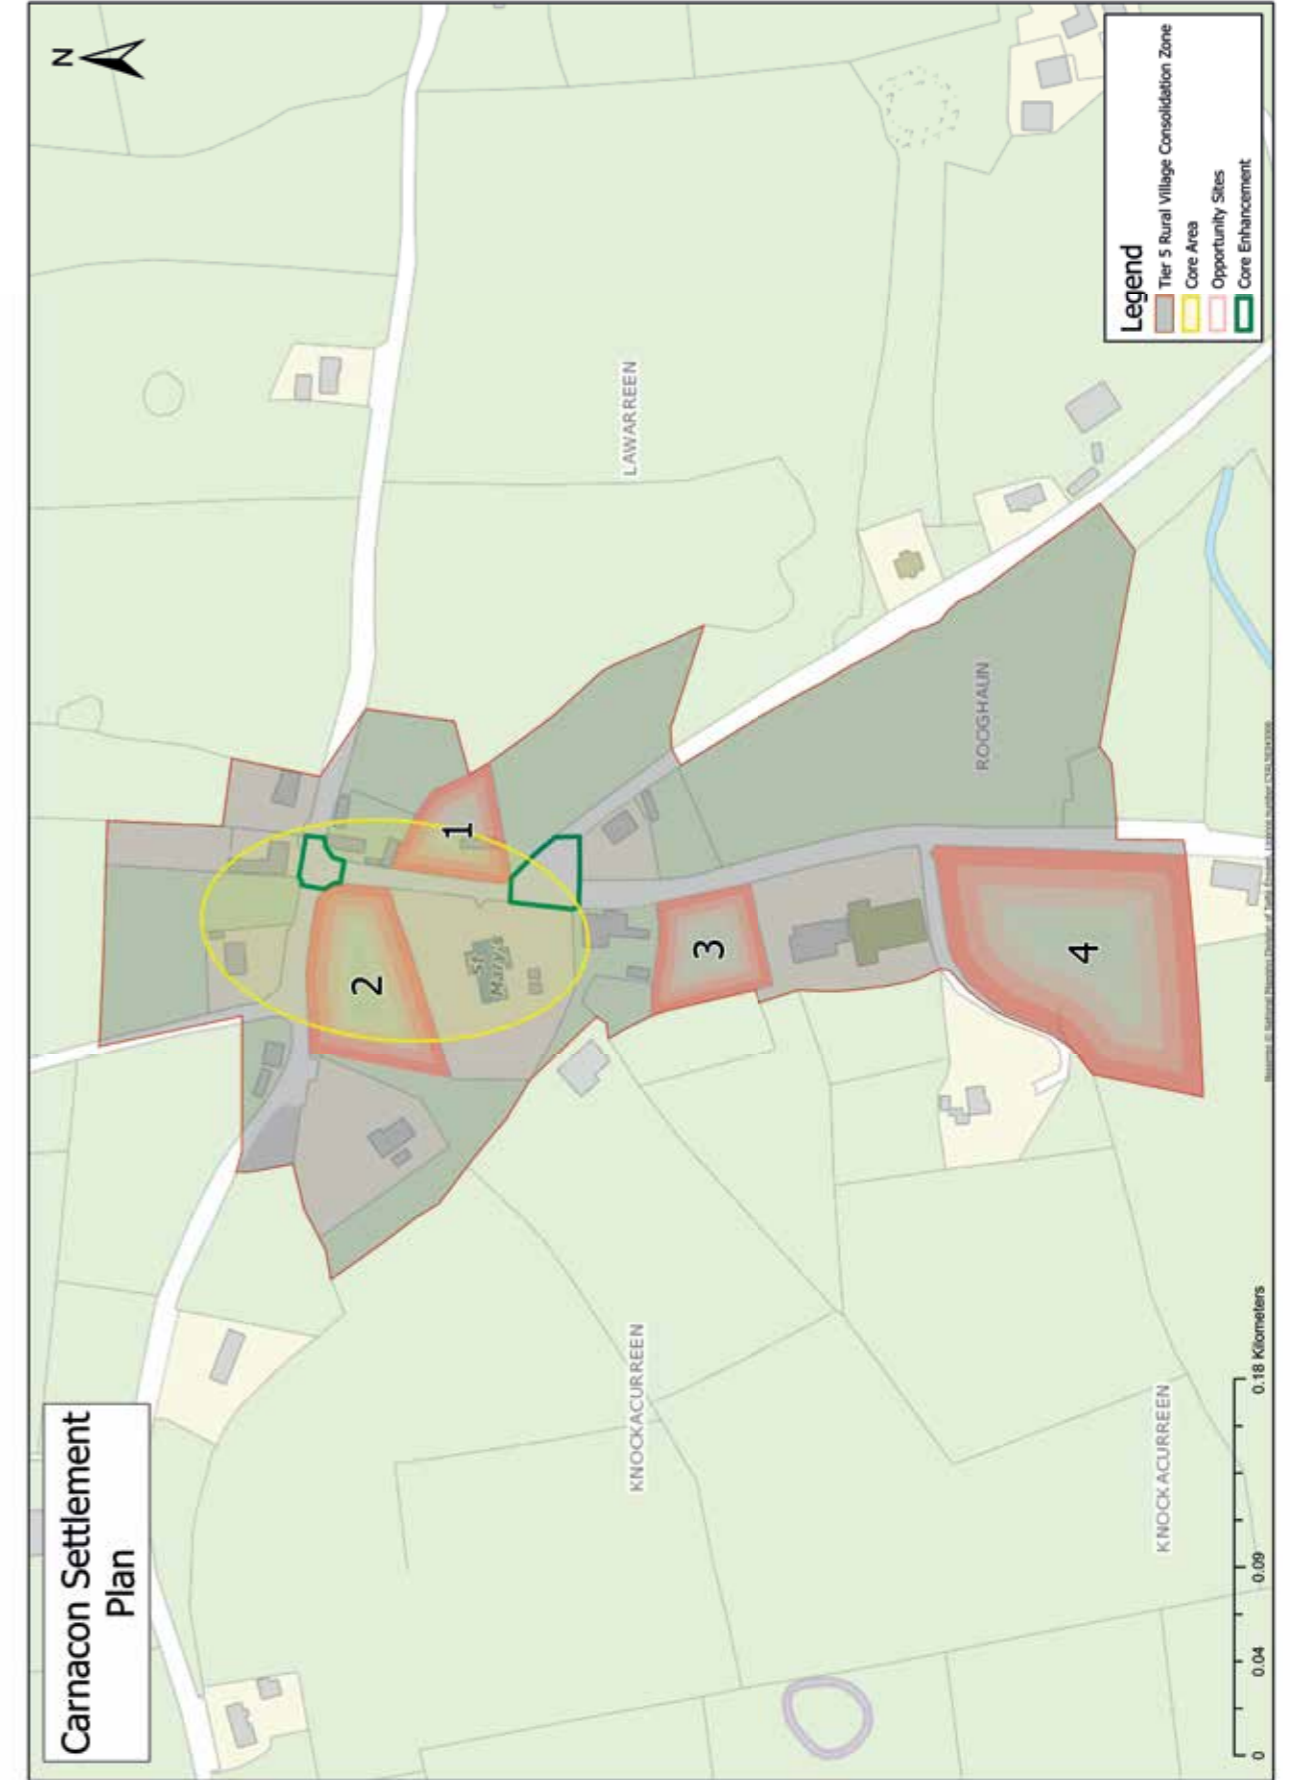 Carnacon Settlement
Plan
N
LAWARREEN
1
2
St
Mary's
3
ROOGHAUN
4
KNOCKACURREEN
KNOCKACURREEN
0 0.04 0.09 0.18 Kilometers
Legend
Tier 5 Rural Village Consolidation Zone
Core Area
Opportunity Sites
Core Enhancement